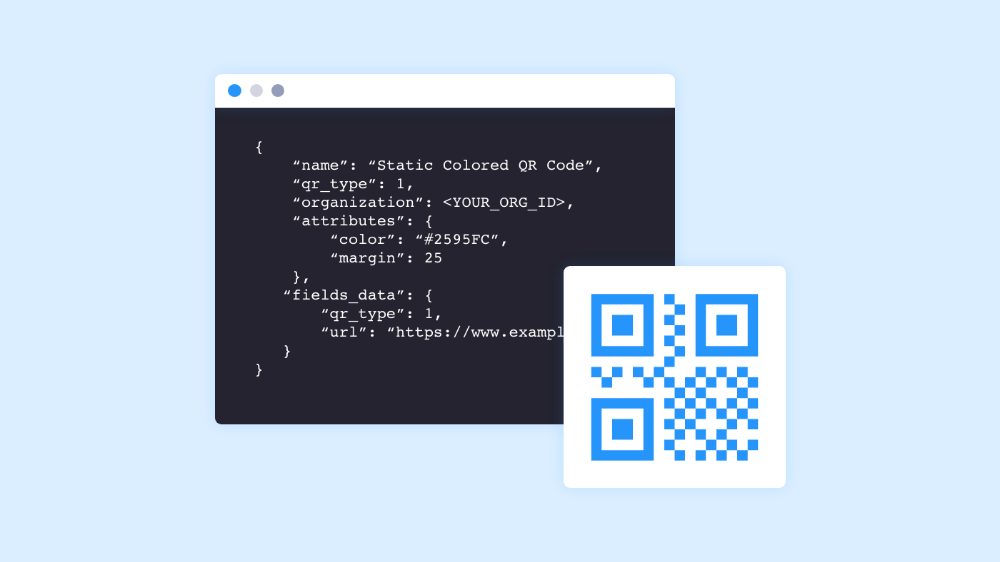 {
“name”: “Static Colored QR Code”,
“qr_type”: 1,
“organization”: <YOUR_ORG_ID>,
“attributes”: {
“color”: “#2595FC”,
“margin”: 25
},
“fields_data”: {
“qr_type”: 1,
“url”: “https://www.exampl
}
}